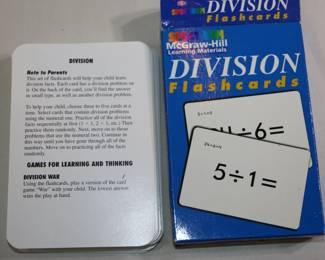 DIVISION
Note to Parents
This set of flashcards will help your child learn
division facts. Each card has a division problem
on it. On the back of the card, you'll find the answer
in small type, as well as another division problem.
To help your child, choose three to five cards at a
time. Select cards that contain division problems
using the same numeral. Practice all of the division
facts sequentially at first (1 ÷ 1, 2 ÷ 1, etc.) Then
practice them randomly. Next, move on to those
problems that use the numeral two. Continue in
this way until you have gone through all of the
numbers. Move on to practicing all of the facts
randomly.
GAMES FOR LEARNING AND THINKING
DIVISION WAR
Using the flashcards, play a version of the card
game "War" with your child. The lowest answer
wins the play at hand.
DIVISION
Flashcards
SPECTRUM
McGraw-Hill
Learning Materials
DIVISION
Flashcards
÷6=
5÷1=